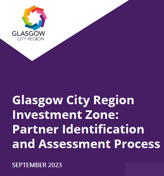 GLASGOW
CITY REGION
Glasgow City Region
Investment Zone:
Partner Identification
and Assessment Process
SEPTEMBER 2023